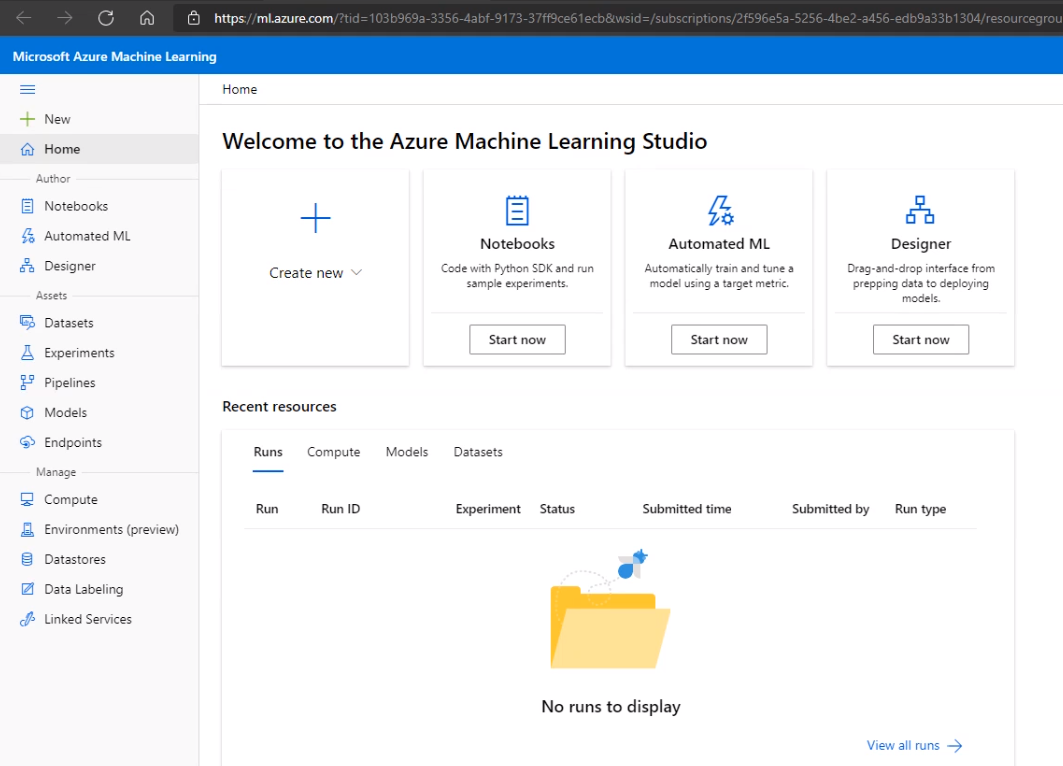 https://ml.azure.com/?tid=103b969a-3356-4abf-9173-37ff9ce61ecb&wsid=/subscriptions/2f596e5a-5256-4be2-a456-edb9a33b1304/resourcegrou
Microsoft Azure Machine Learning
New
Home
Author
Notebooks
Automated ML
Designer
Assets
Datasets
Experiments
Pipelines
Models
Endpoints
Manage
Compute
Environments (preview)
Datastores
Data Labeling
Linked Services
Home
Welcome to the Azure Machine Learning Studio
Create new
Notebooks
Code with Python SDK and run
sample experiments.
Start now
Automated ML
Automatically train and tune a
model using a target metric.
Start now
Designer
Drag-and-drop interface from
prepping data to deploying
models.
Start now
Recent resources
Runs Compute Models Datasets
Run Run ID Experiment Status Submitted time Submitted by Run type
No runs to display
View all runs